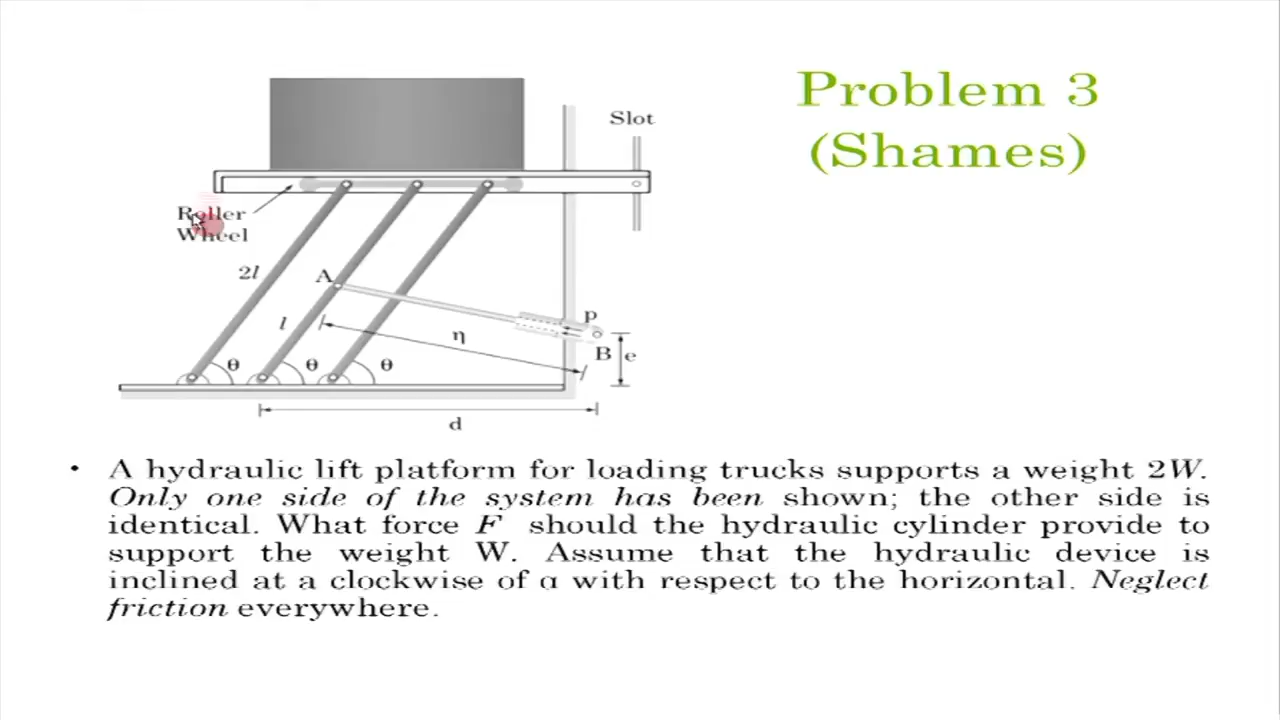 Problem 3
(Shames)
Slot
Roller
Wheel
2l
A
l
η
p
B
e
θ
θ
θ
d
• A hydraulic lift platform for loading trucks supports a weight 2W.
Only one side of the system has been shown; the other side is
identical. What force F should the hydraulic cylinder provide to
support the weight W. Assume that the hydraulic device is
inclined at a clockwise of α with respect to the horizontal. Neglect
friction everywhere.